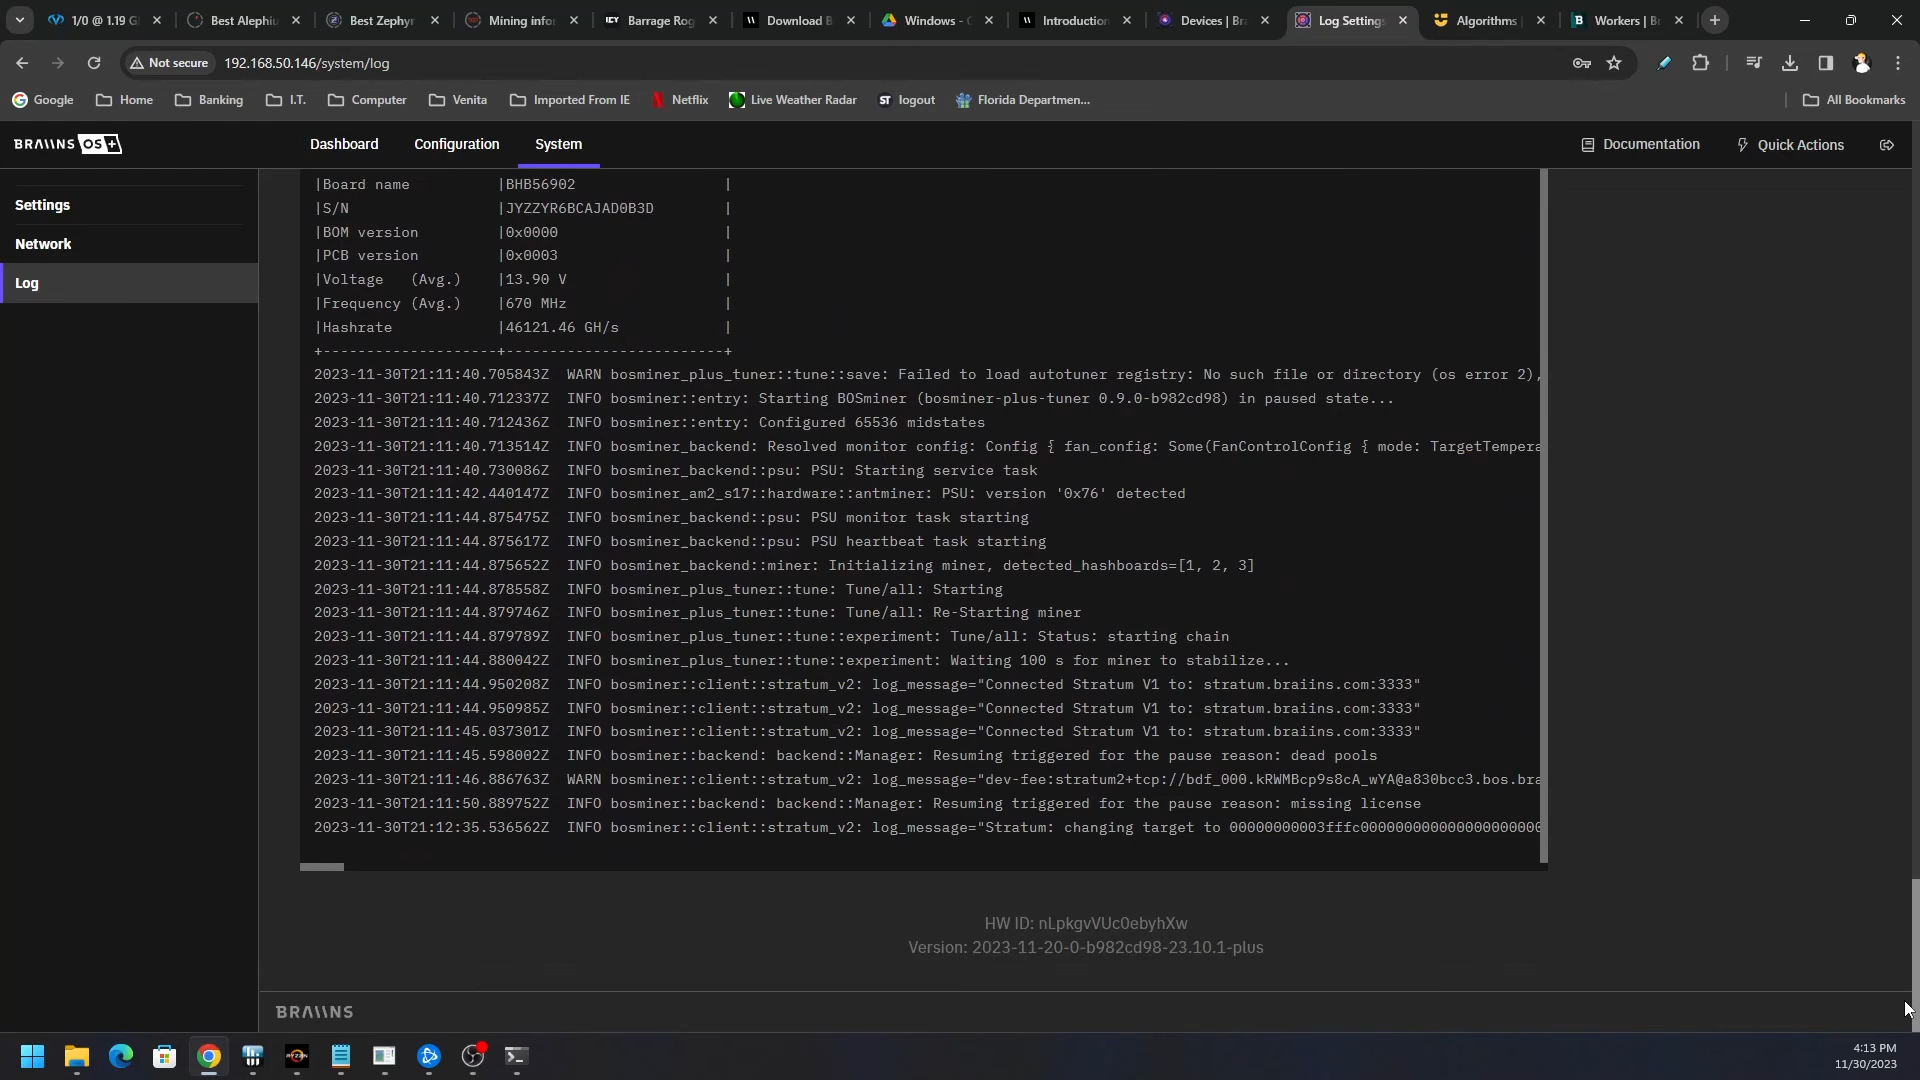 1/0 @ 1.19 G
Best Alephiu
Best Zephyr
Mining infor
ICY Barrage Rog
Download B
Windows - G
Introduction
Devices | Bra
Log Settings
Algorithms
B Workers | Br
Not secure 192.168.50.146/system/log
Google Home Banking I.T. Computer Venita Imported From IE Netflix Live Weather Radar ST logout Florida Departmen... All Bookmarks
BRAIINS OS+ Dashboard Configuration System Documentation Quick Actions
Settings
Network
Log
|Board name |BHB56902 |
|S/N |JYZZYR6BCAJAD0B3D |
|BOM version |0x0000 |
|PCB version |0x0003 |
|Voltage (Avg.) |13.90 V |
|Frequency (Avg.) |670 MHz |
|Hashrate |46121.46 GH/s |
+--------------------+-------------------------+
2023-11-30T21:11:40.705843Z WARN bosminer_plus_tuner::tune::save: Failed to load autotuner registry: No such file or directory (os error 2),
2023-11-30T21:11:40.712337Z INFO bosminer::entry: Starting BOSminer (bosminer-plus-tuner 0.9.0-b982cd98) in paused state...
2023-11-30T21:11:40.712436Z INFO bosminer::entry: Configured 65536 midstates
2023-11-30T21:11:40.713514Z INFO bosminer_backend: Resolved monitor config: Config { fan_config: Some(FanControlConfig { mode: TargetTempera
2023-11-30T21:11:40.730086Z INFO bosminer_backend::psu: PSU: Starting service task
2023-11-30T21:11:42.440147Z INFO bosminer_am2_s17::hardware::antminer: PSU: version '0x76' detected
2023-11-30T21:11:44.875475Z INFO bosminer_backend::psu: PSU monitor task starting
2023-11-30T21:11:44.875617Z INFO bosminer_backend::psu: PSU heartbeat task starting
2023-11-30T21:11:44.875652Z INFO bosminer_backend::miner: Initializing miner, detected_hashboards=[1, 2, 3]
2023-11-30T21:11:44.878558Z INFO bosminer_plus_tuner::tune: Tune/all: Starting
2023-11-30T21:11:44.879746Z INFO bosminer_plus_tuner::tune: Tune/all: Re-Starting miner
2023-11-30T21:11:44.879789Z INFO bosminer_plus_tuner::tune::experiment: Tune/all: Status: starting chain
2023-11-30T21:11:44.880042Z INFO bosminer_plus_tuner::tune::experiment: Waiting 100 s for miner to stabilize...
2023-11-30T21:11:44.950208Z INFO bosminer::client::stratum_v2: log_message="Connected Stratum V1 to: stratum.braiins.com:3333"
2023-11-30T21:11:44.950985Z INFO bosminer::client::stratum_v2: log_message="Connected Stratum V1 to: stratum.braiins.com:3333"
2023-11-30T21:11:45.037301Z INFO bosminer::client::stratum_v2: log_message="Connected Stratum V1 to: stratum.braiins.com:3333"
2023-11-30T21:11:45.598002Z INFO bosminer::backend: backend::Manager: Resuming triggered for the pause reason: dead pools
2023-11-30T21:11:46.886763Z WARN bosminer::client::stratum_v2: log_message="dev-fee:stratum2+tcp://bdf_000.kRWMBcp9s8cA_wYA@a830bcc3.bos.bra
2023-11-30T21:11:50.889752Z INFO bosminer::backend: backend::Manager: Resuming triggered for the pause reason: missing license
2023-11-30T21:12:35.536562Z INFO bosminer::client::stratum_v2: log_message="Stratum: changing target to 00000000003fffc000000000000000000000
HW ID: nLpkgvVUc0ebyhXw
Version: 2023-11-20-0-b982cd98-23.10.1-plus
BRAIINS
RYZEN
4:13 PM
11/30/2023